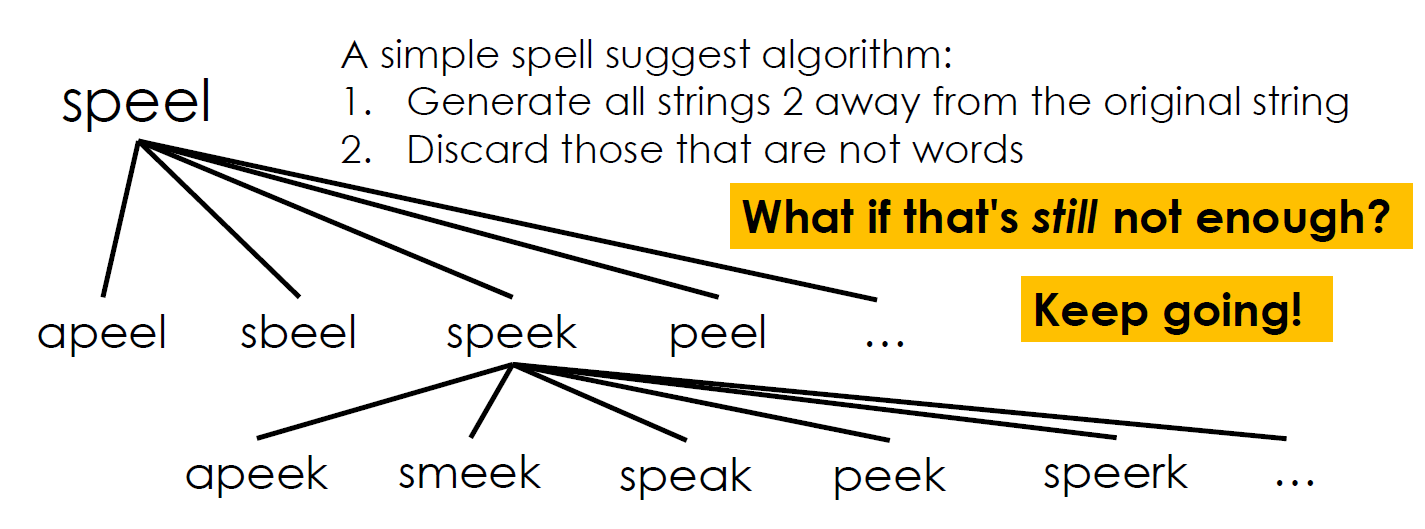 A simple spell suggest algorithm:
speel
1. Generate all strings 2 away from the original string
2. Discard those that are not words
What if that's still not enough?
Keep going!
apeel sbeel speek peel ...
apeek smeek speak peek speerk ...